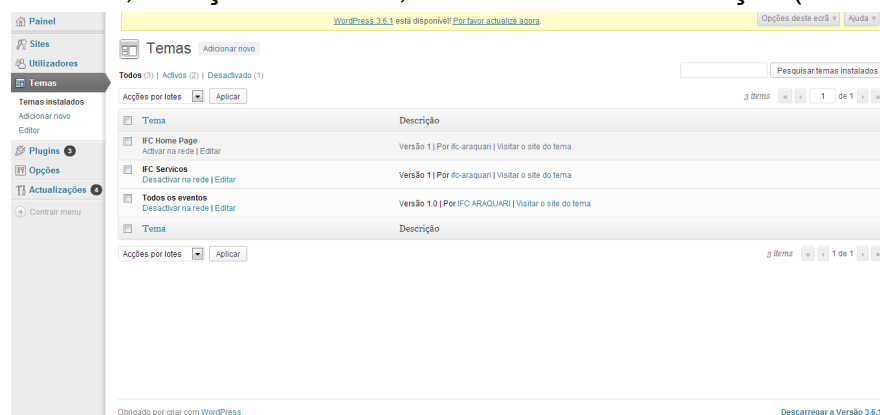 Painel
WordPress 3.6.1 está disponível! Por favor actualize agora.
Opções deste ecrã
Ajuda
Sites
Utilizadores
Temas
Temas instalados
Adicionar novo
Editor
Plugins 3
Opções
Actualizações 4
Contrair menu
Temas Adicionar novo
Todos (3) | Activos (2) | Desactivado (1)
Pesquisar temas instalados
Acções por lotes Aplicar
3 items « ‹ 1 de 1 › »
Tema Descrição
IFC Home Page
Activar na rede | Editar
Versão 1 | Por ifc-araquari | Visitar o site do tema
IFC Servicos
Desactivar na rede | Editar
Versão 1 | Por ifc-araquari | Visitar o site do tema
Todos os eventos
Desactivar na rede | Editar
Versão 1.0 | Por IFC ARAQUARI | Visitar o site do tema
Tema Descrição
Acções por lotes Aplicar
3 items « ‹ 1 de 1 › »
Obrigado por criar com WordPress.
Descarregar a Versão 3.6.1